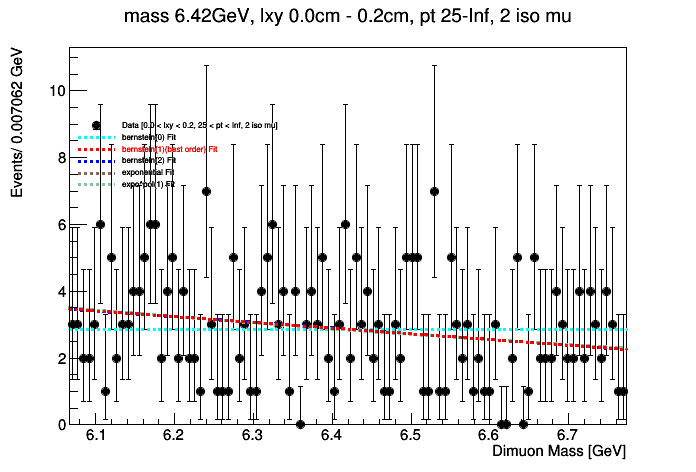 mass 6.42GeV, lxy 0.0cm - 0.2cm, pt 25-Inf, 2 iso mu
Events/ 0.007062 GeV
10
8
6
4
2
0
Data [0.0 < lxy < 0.2, 25 < pt < Inf, 2 iso mu]
bernstein(0) Fit
bernstein(1)(best order) Fit
bernstein(2) Fit
exponential Fit
expo*pol(1) Fit
6.1 6.2 6.3 6.4 6.5 6.6 6.7
Dimuon Mass [GeV]